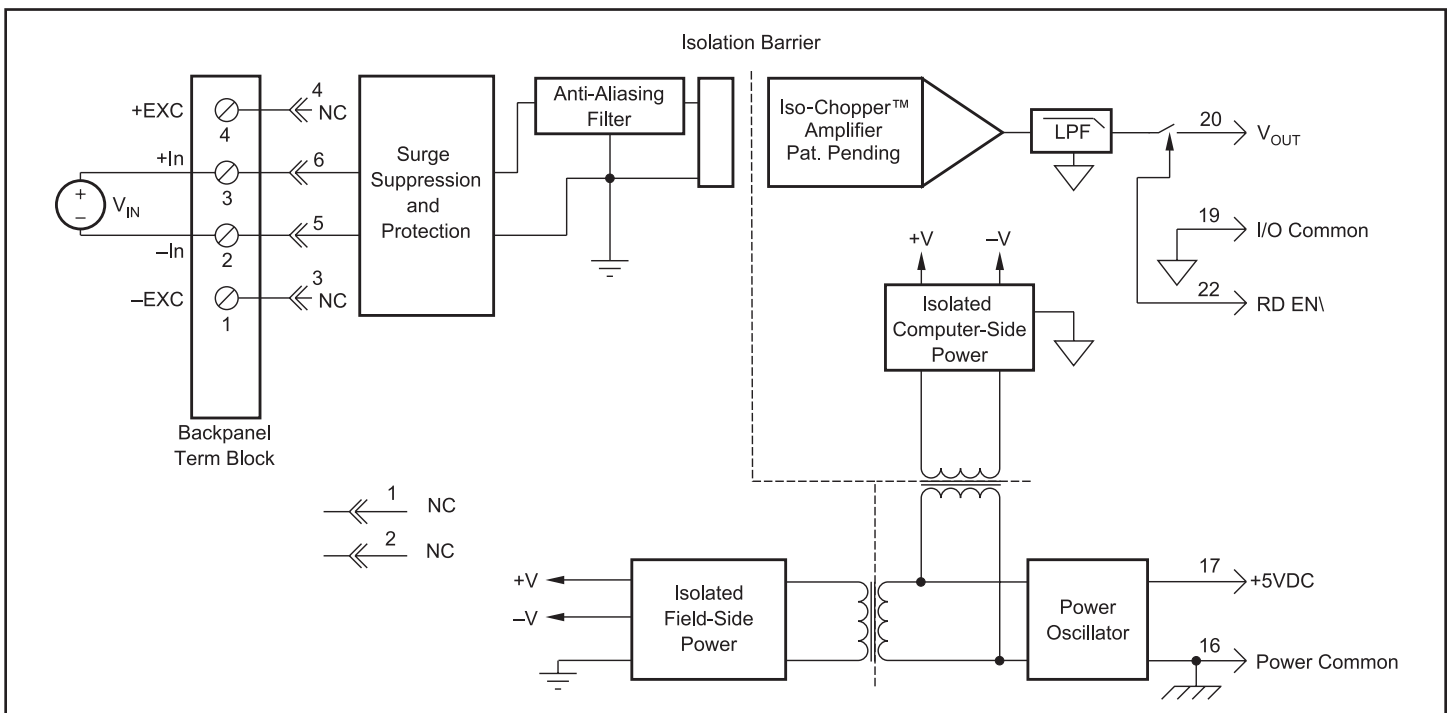 Isolation Barrier
+EXC
4
4
NC
+In
3
6
+
–
V_IN
–In
2
5
–EXC
1
3
NC
Backpanel
Term Block
Surge
Suppression
and
Protection
Anti-Aliasing
Filter
Iso-Chopper™
Amplifier
Pat. Pending
LPF
20
V_OUT
19
I/O Common
22
RD EN\
+V
–V
Isolated
Computer-Side
Power
1
NC
2
NC
+V
–V
Isolated
Field-Side
Power
Power
Oscillator
17
+5VDC
16
Power Common